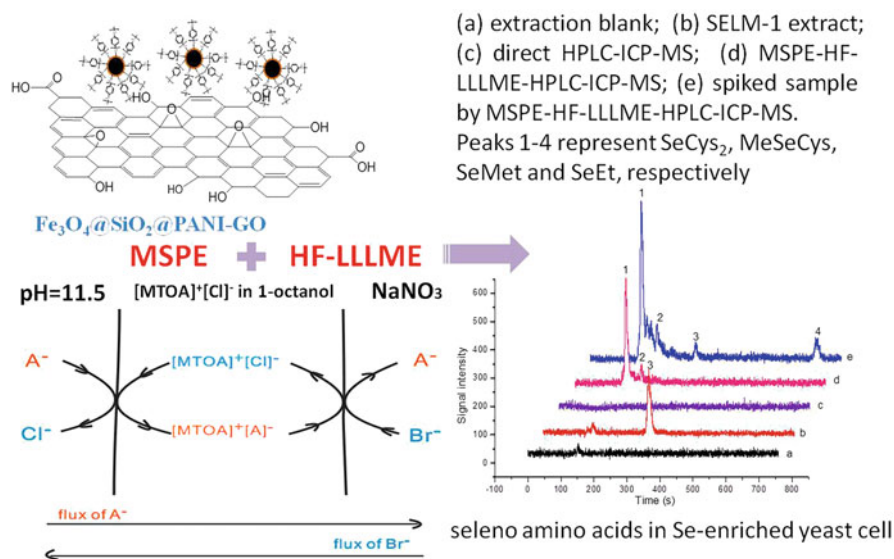 (a) extraction blank; (b) SELM-1 extract;
(c) direct HPLC-ICP-MS; (d) MSPE-HF-
LLLME-HPLC-ICP-MS; (e) spiked sample
by MSPE-HF-LLLME-HPLC-ICP-MS.
Peaks 1-4 represent SeCys₂, MeSeCys,
SeMet and SeEt, respectively
HO
O
HO
HO
OH
O
O
OH
O
OH
OH
HO
HO
Fe₃O₄@SiO₂@PANI-GO
MSPE + HF-LLLME
pH=11.5 [MTOA]⁺[Cl]⁻ in 1-octanol NaNO₃
A⁻ [MTOA]⁺[Cl]⁻ A⁻
Cl⁻ [MTOA]⁺[A]⁻ Br⁻
flux of A⁻
flux of Br⁻
Signal intensity
700
600
500
400
300
200
100
1
1
2
3
4
e
2
3
d
c
b
a
-100 0 100 200 300 400 500 600 700 800
Time (s)
seleno amino acids in Se-enriched yeast cell